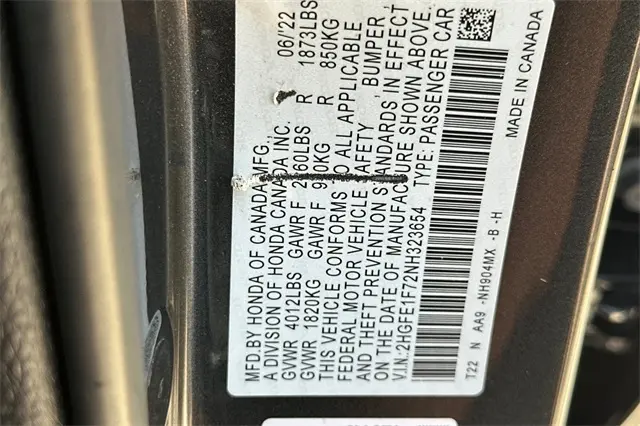 MFD.BY HONDA OF CANADA MFG. 06/'22
A DIVISION OF HONDA CANADA INC.
GVWR 4012LBS GAWR F 2160LBS R 1873LBS
GVWR 1820KG GAWR F KG R 850KG
THIS VEHICLE CONFORMS TO ALL APPLICABLE
FEDERAL MOTOR VEHICLE SAFETY, BUMPER,
AND THEFT PREVENTION STANDARDS IN EFFECT
ON THE DATE OF MANUFACTURE SHOWN ABOVE.
V.I.N.:2HGFE1F72NH323654 TYPE: PASSENGER CAR
T22 N AA9 -NH904MX -B -H
MADE IN CANADA